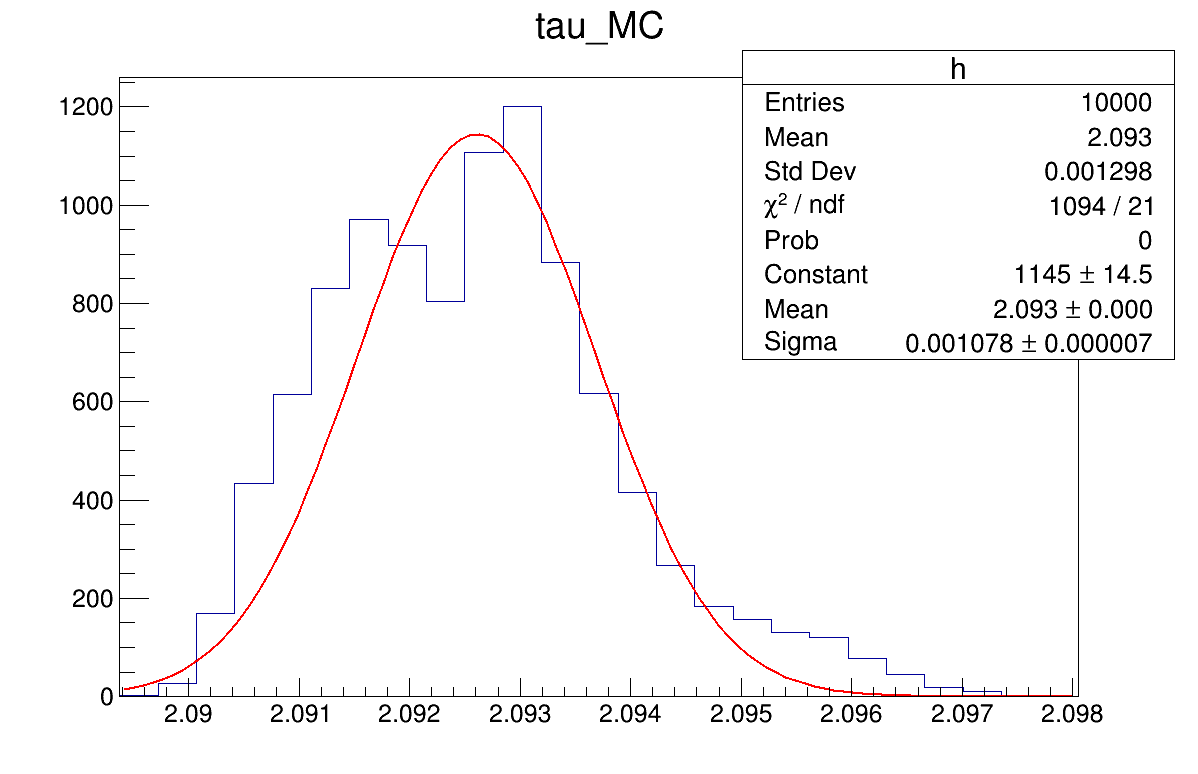 tau_MC
h
Entries 10000
Mean 2.093
Std Dev 0.001298
χ² / ndf 1094 / 21
Prob 0
Constant 1145 ± 14.5
Mean 2.093 ± 0.000
Sigma 0.001078 ± 0.000007
1200
1000
800
600
400
200
0
2.09 2.091 2.092 2.093 2.094 2.095 2.096 2.097 2.098